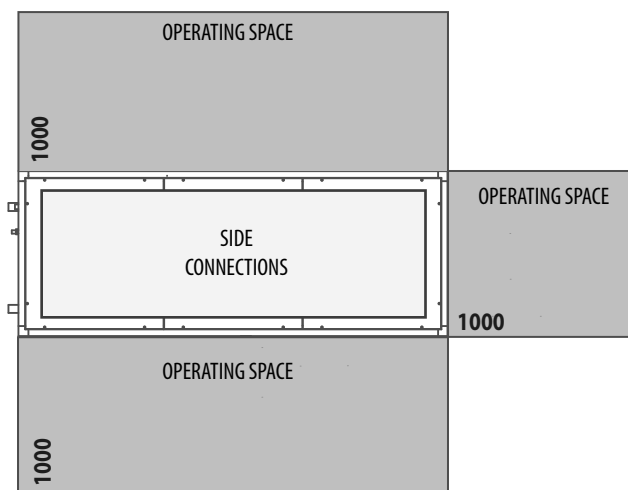 OPERATING SPACE
1000
OPERATING SPACE
SIDE
CONNECTIONS
1000
OPERATING SPACE
1000